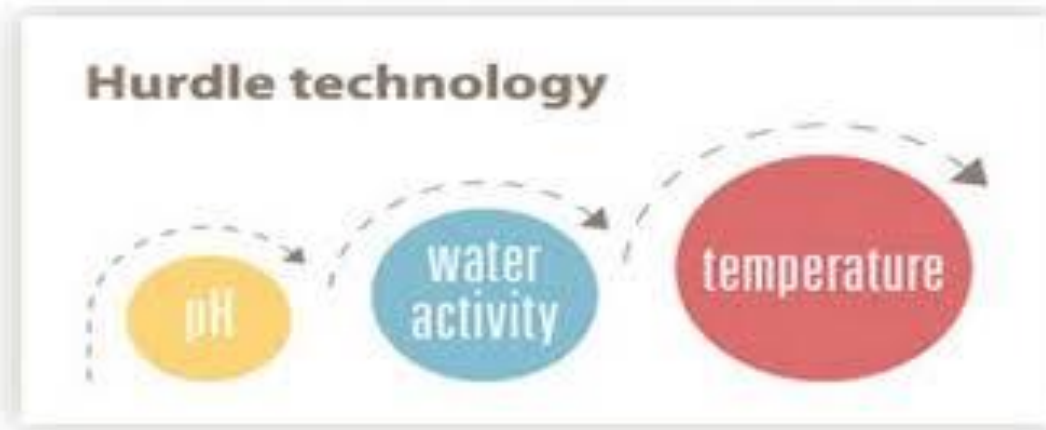 Hurdle technology
pH
water
activity
temperature